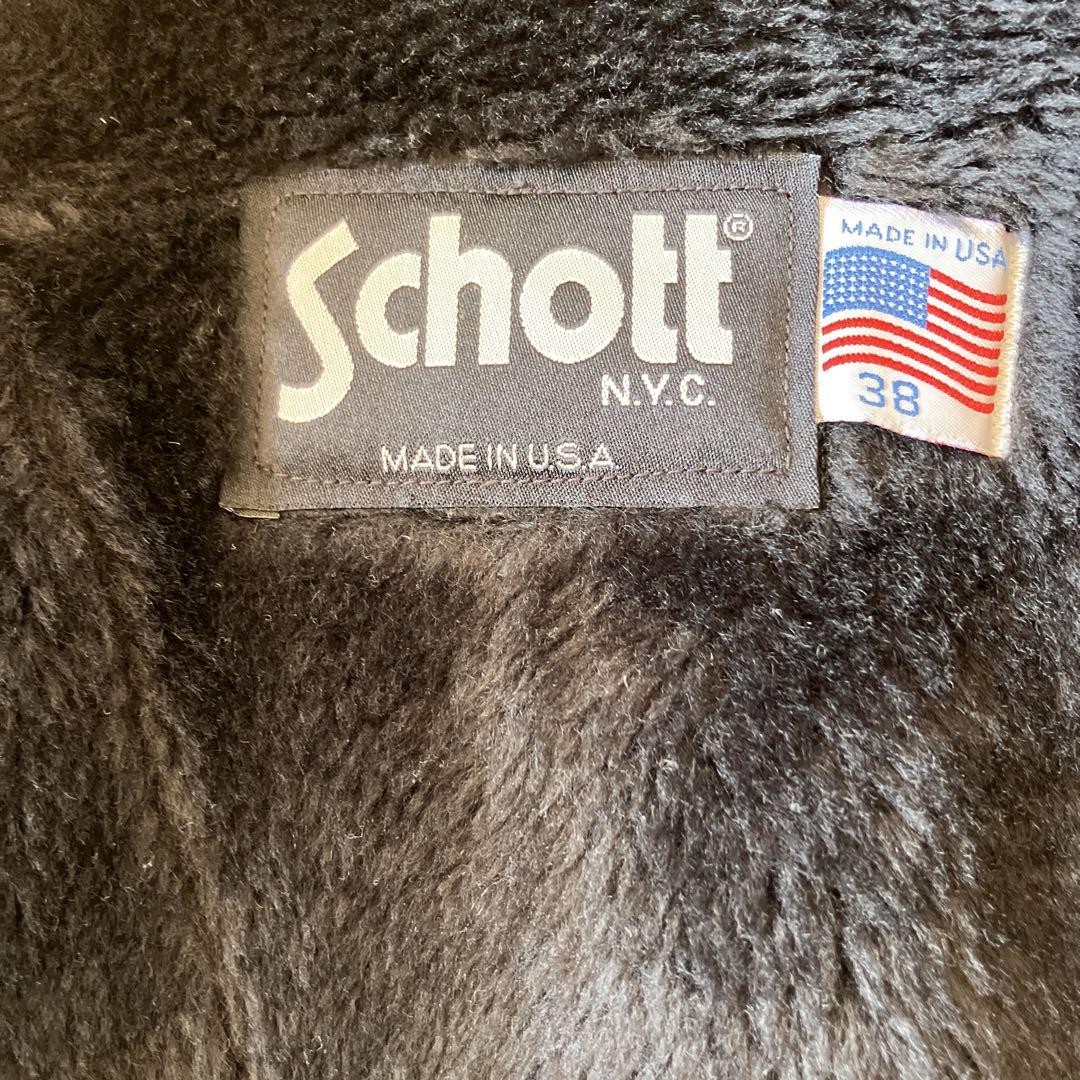 Schott®
N.Y.C.
MADE IN U.S.A.
MADE IN USA
38